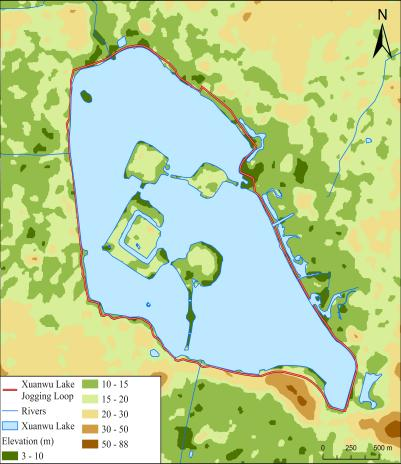 N
Xuanwu Lake
Jogging Loop
Rivers
Xuanwu Lake
Elevation (m)
3 - 10
10 - 15
15 - 20
20 - 30
30 - 50
50 - 88
0 250 500 m